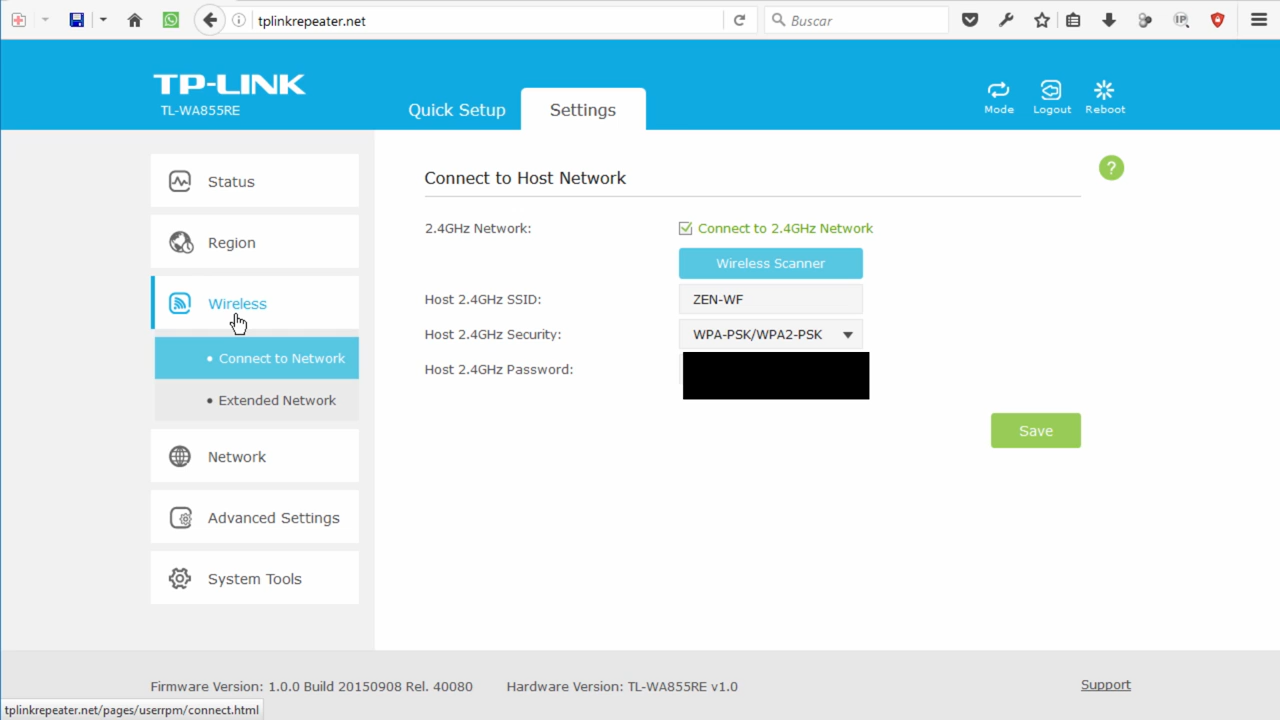 tplinkrepeater.net
Buscar
IP
TP-LINK
TL-WA855RE
Quick Setup
Settings
Mode
Logout
Reboot
Status
Region
Wireless
• Connect to Network
• Extended Network
Network
Advanced Settings
System Tools
Connect to Host Network
?
2.4GHz Network:
Connect to 2.4GHz Network
Wireless Scanner
Host 2.4GHz SSID:
ZEN-WF
Host 2.4GHz Security:
WPA-PSK/WPA2-PSK
Host 2.4GHz Password:
Save
Firmware Version: 1.0.0 Build 20150908 Rel. 40080
Hardware Version: TL-WA855RE v1.0
Support
tplinkrepeater.net/pages/userrpm/connect.html